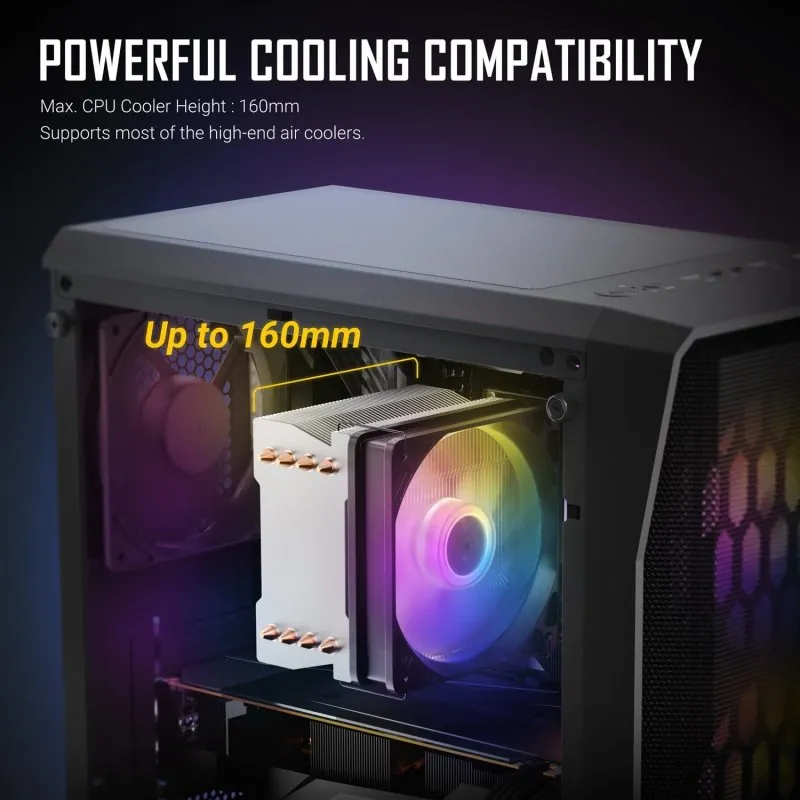 POWERFUL COOLING COMPATIBILITY
Max. CPU Cooler Height : 160mm
Supports most of the high-end air coolers.
Up to 160mm